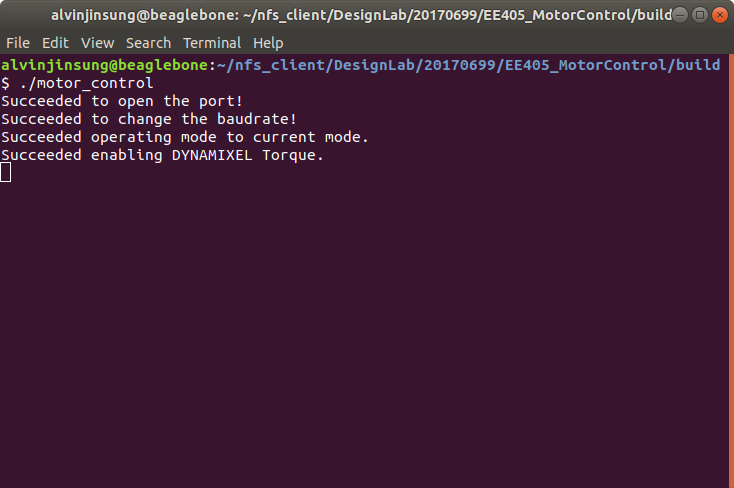 alvinjinsung@beaglebone: ~/nfs_client/DesignLab/20170699/EE405_MotorControl/build
File Edit View Search Terminal Help
alvinjinsung@beaglebone:~/nfs_client/DesignLab/20170699/EE405_MotorControl/build
$ ./motor_control
Succeeded to open the port!
Succeeded to change the baudrate!
Succeeded operating mode to current mode.
Succeeded enabling DYNAMIXEL Torque.